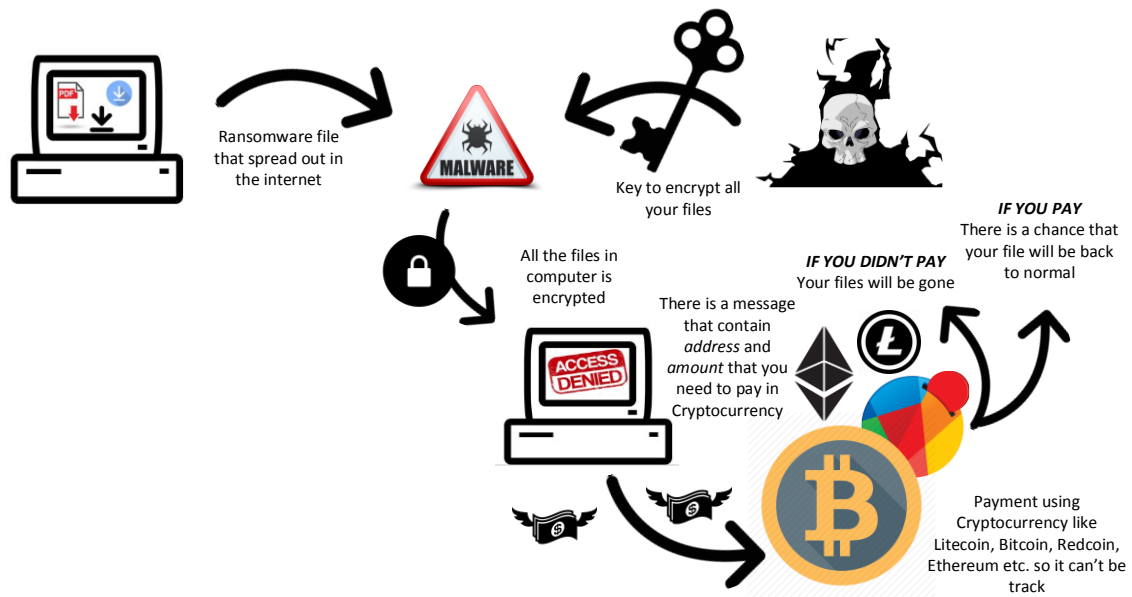 PDF
Ransomware file
that spread out in
the internet
MALWARE
Key to encrypt all
your files
IF YOU PAY
There is a chance that
your file will be back
to normal
All the files in
computer is
encrypted
IF YOU DIDN'T PAY
Your files will be gone
There is a message
that contain
address and
amount that you
need to pay in
Cryptocurrency
ACCESS
DENIED
Payment using
Cryptocurrency like
Litecoin, Bitcoin, Redcoin,
Ethereum etc. so it can't be
track